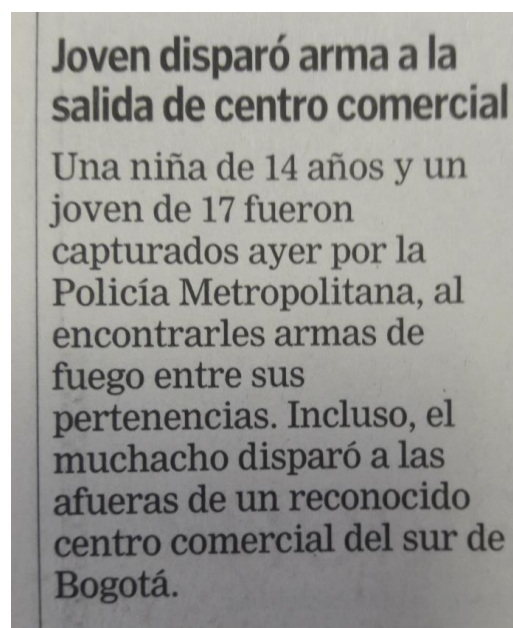 Joven disparó arma a la
salida de centro comercial
Una niña de 14 años y un
joven de 17 fueron
capturados ayer por la
Policía Metropolitana, al
encontrarles armas de
fuego entre sus
pertenencias. Incluso, el
muchacho disparó a las
afueras de un reconocido
centro comercial del sur de
Bogotá.